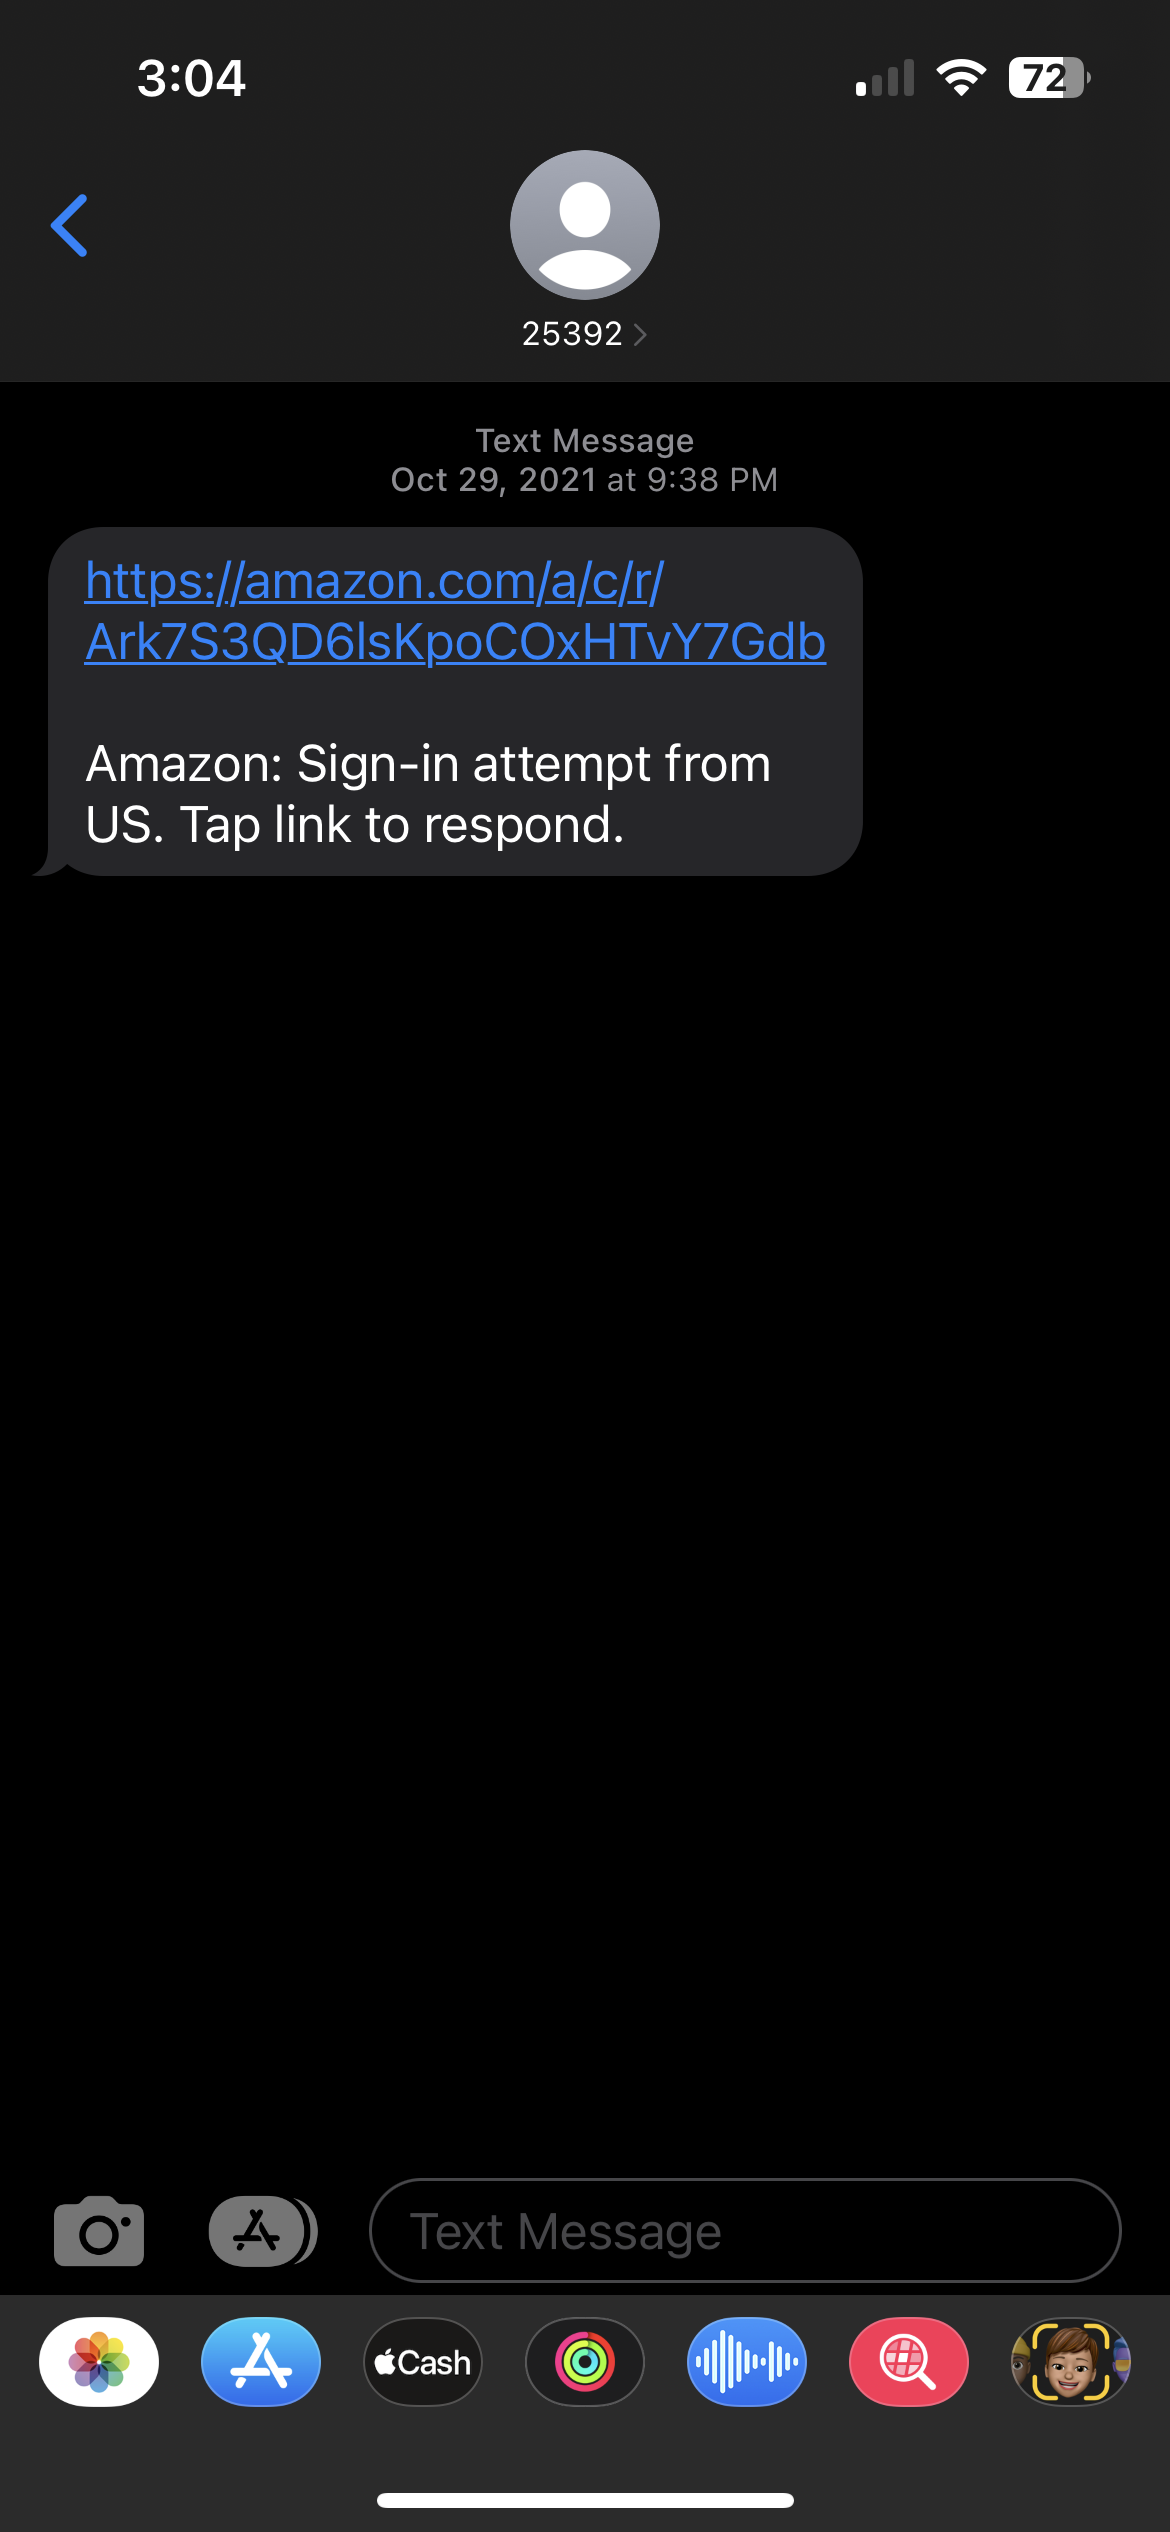 3:04
72
25392
Text Message
Oct 29, 2021 at 9:38 PM
https://amazon.com/a/c/r/
Ark7S3QD6lsKpoCOxHTvY7Gdb
Amazon: Sign-in attempt from
US. Tap link to respond.
Text Message
Cash